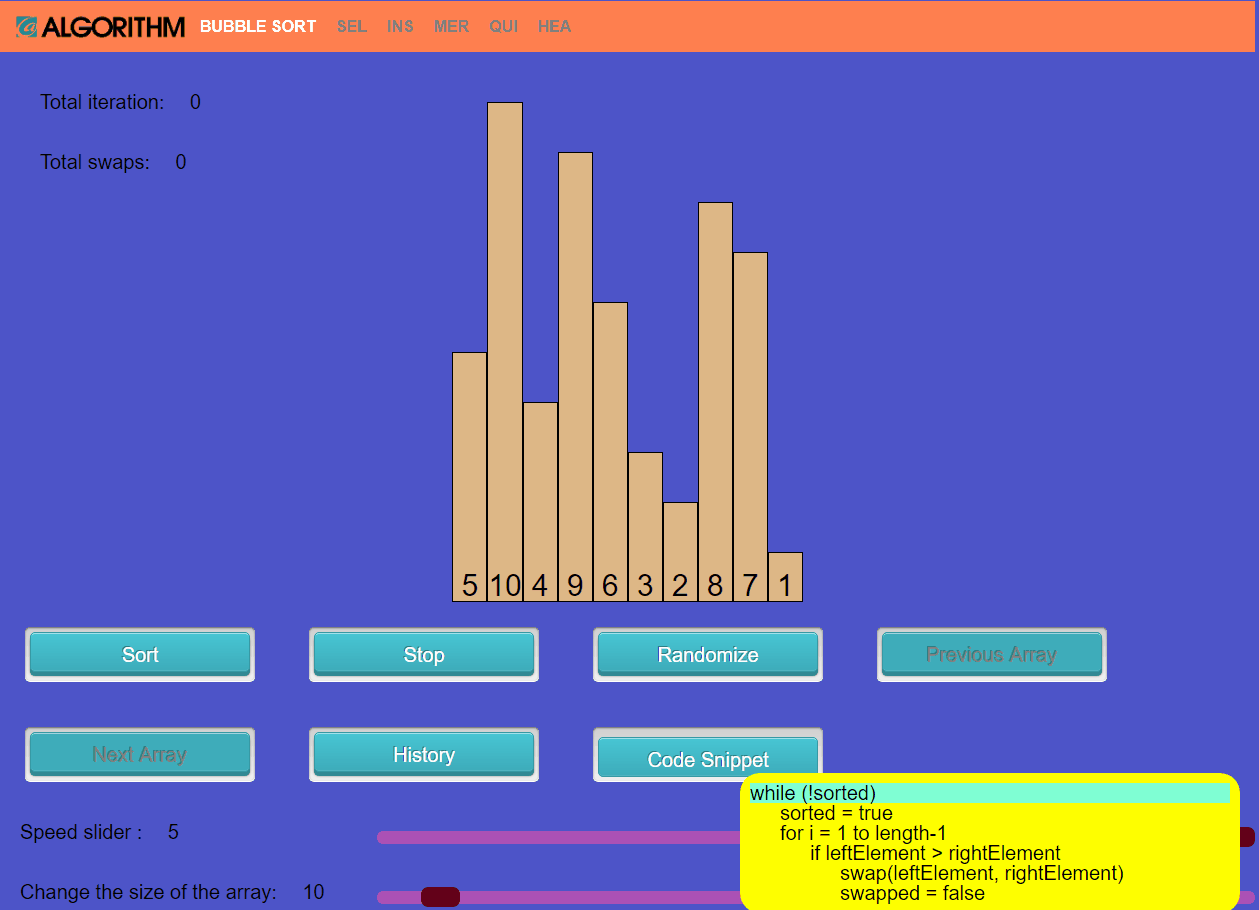 ALGORITHM BUBBLE SORT SEL INS MER QUI HEA
Total iteration: 0
Total swaps: 0
5 10 4 9 6 3 2 8 7 1
Sort Stop Randomize Previous Array
Next Array History Code Snippet
while (!sorted)
sorted = true
for i = 1 to length-1
if leftElement > rightElement
swap(leftElement, rightElement)
swapped = false
Speed slider : 5
Change the size of the array: 10